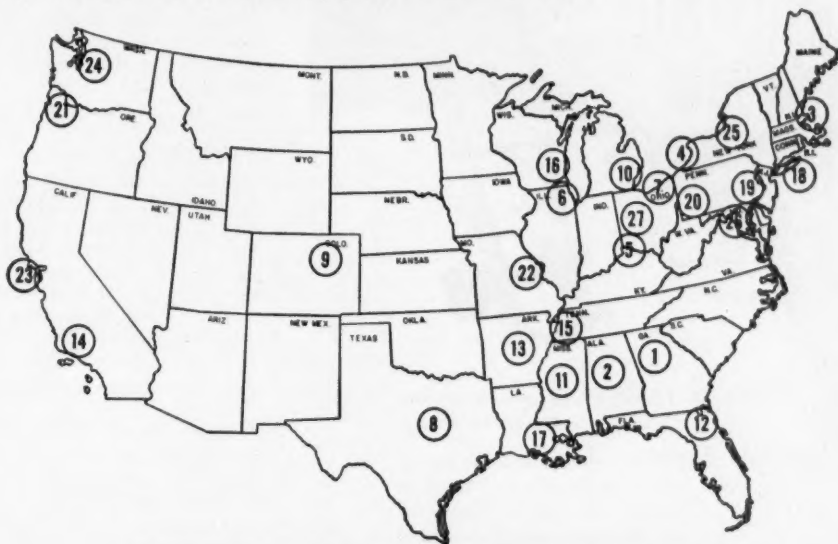 WASH.
24
MONT.
N.D.
MINN.
MAINE
21
ORE.
S.D.
WIS.
MICH.
VT.
N.H.
3
MASS.
25
NEW YORK
CONN.
R.I.
4
WYO.
16
10
IDAHO
IOWA
PENN.
N.J.
18
19
7
OHIO
CALIF
NEV.
UTAH
NEBR.
ILL.
6
IND.
20
27
W.VA.
COLO.
9
MO.
5
KANSAS
22
VA.
23
KY.
N.C.
ARIZ
NEW MEX.
OKLA.
ARK.
TENN.
15
S.C.
14
TEXAS
13
MISS.
ALA.
GA
1
11
2
LA
8
17
FLA.
12